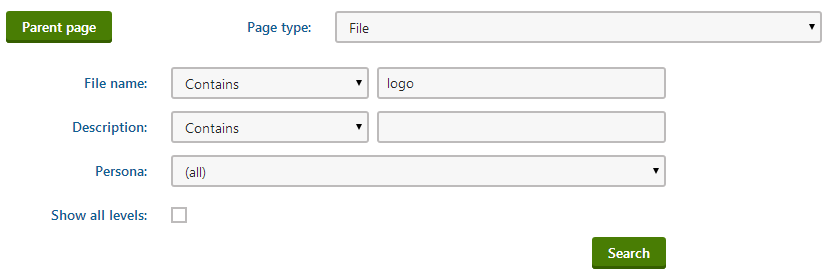 Parent page Page type: File
File name: Contains logo
Description: Contains
Persona: (all)
Show all levels:
Search